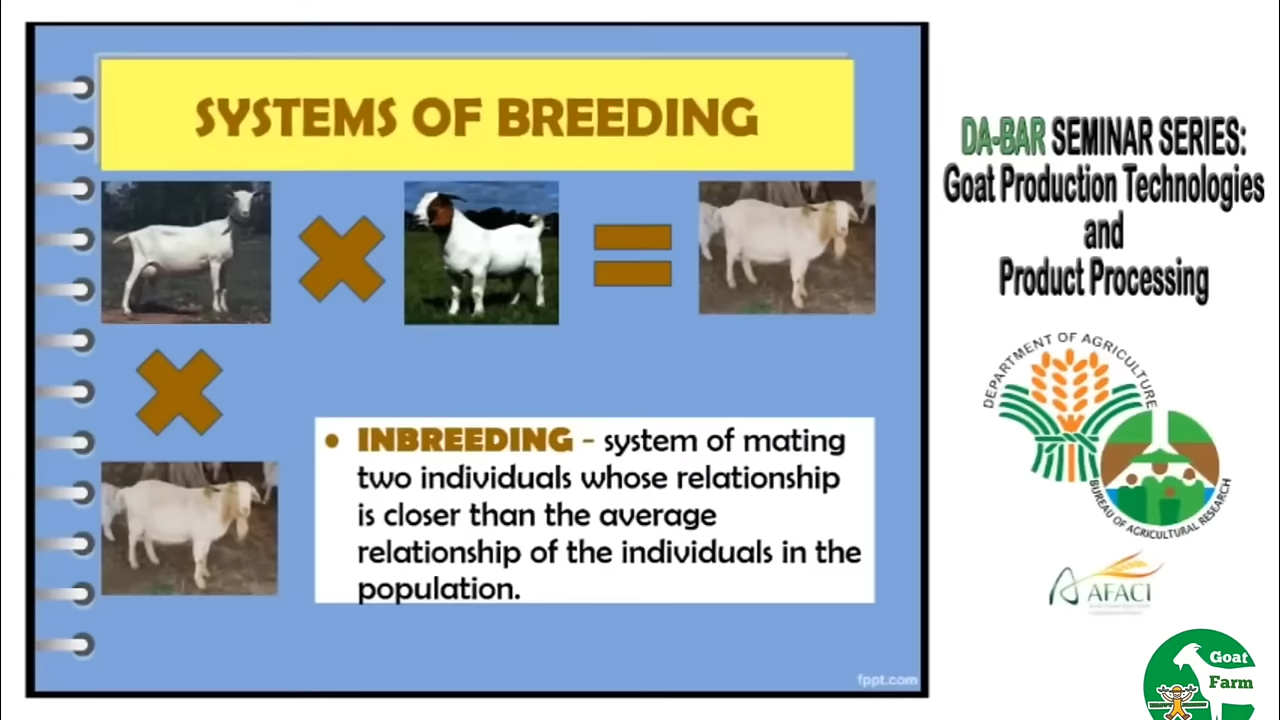 SYSTEMS OF BREEDING
INBREEDING - system of mating
two individuals whose relationship
is closer than the average
relationship of the individuals in the
population.
fppt.com
DA-BAR SEMINAR SERIES:
Goat Production Technologies
and
Product Processing
DEPARTMENT OF AGRICULTURE
BUREAU OF AGRICULTURAL RESEARCH
AFACI
Goat
Farm